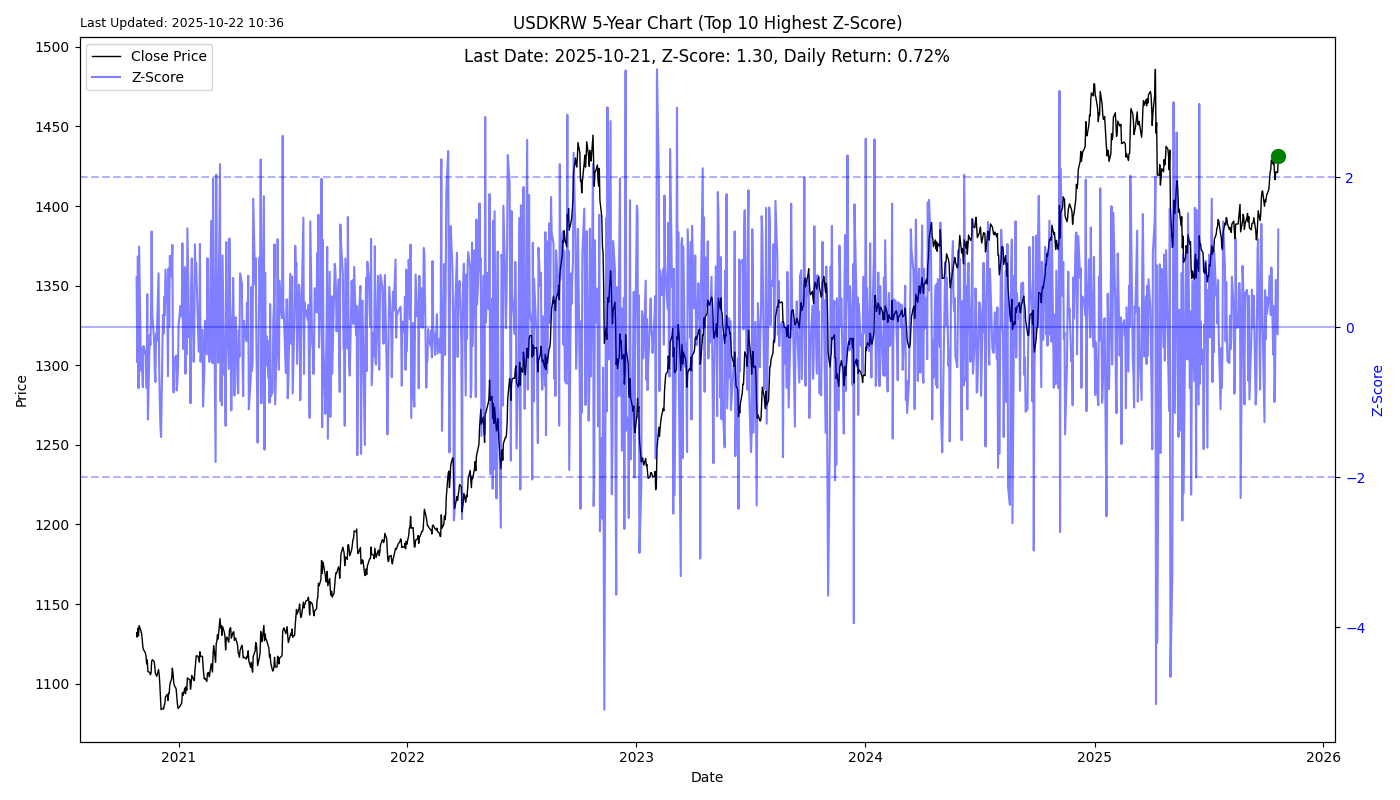 Last Updated: 2025-10-22 10:36
USDKRW 5-Year Chart (Top 10 Highest Z-Score)
Last Date: 2025-10-21, Z-Score: 1.30, Daily Return: 0.72%
Close Price
Z-Score
Price
1500
1450
1400
1350
1300
1250
1200
1150
1100
2
0
−2
−4
Z-Score
2021
2022
2023
2024
2025
2026
Date